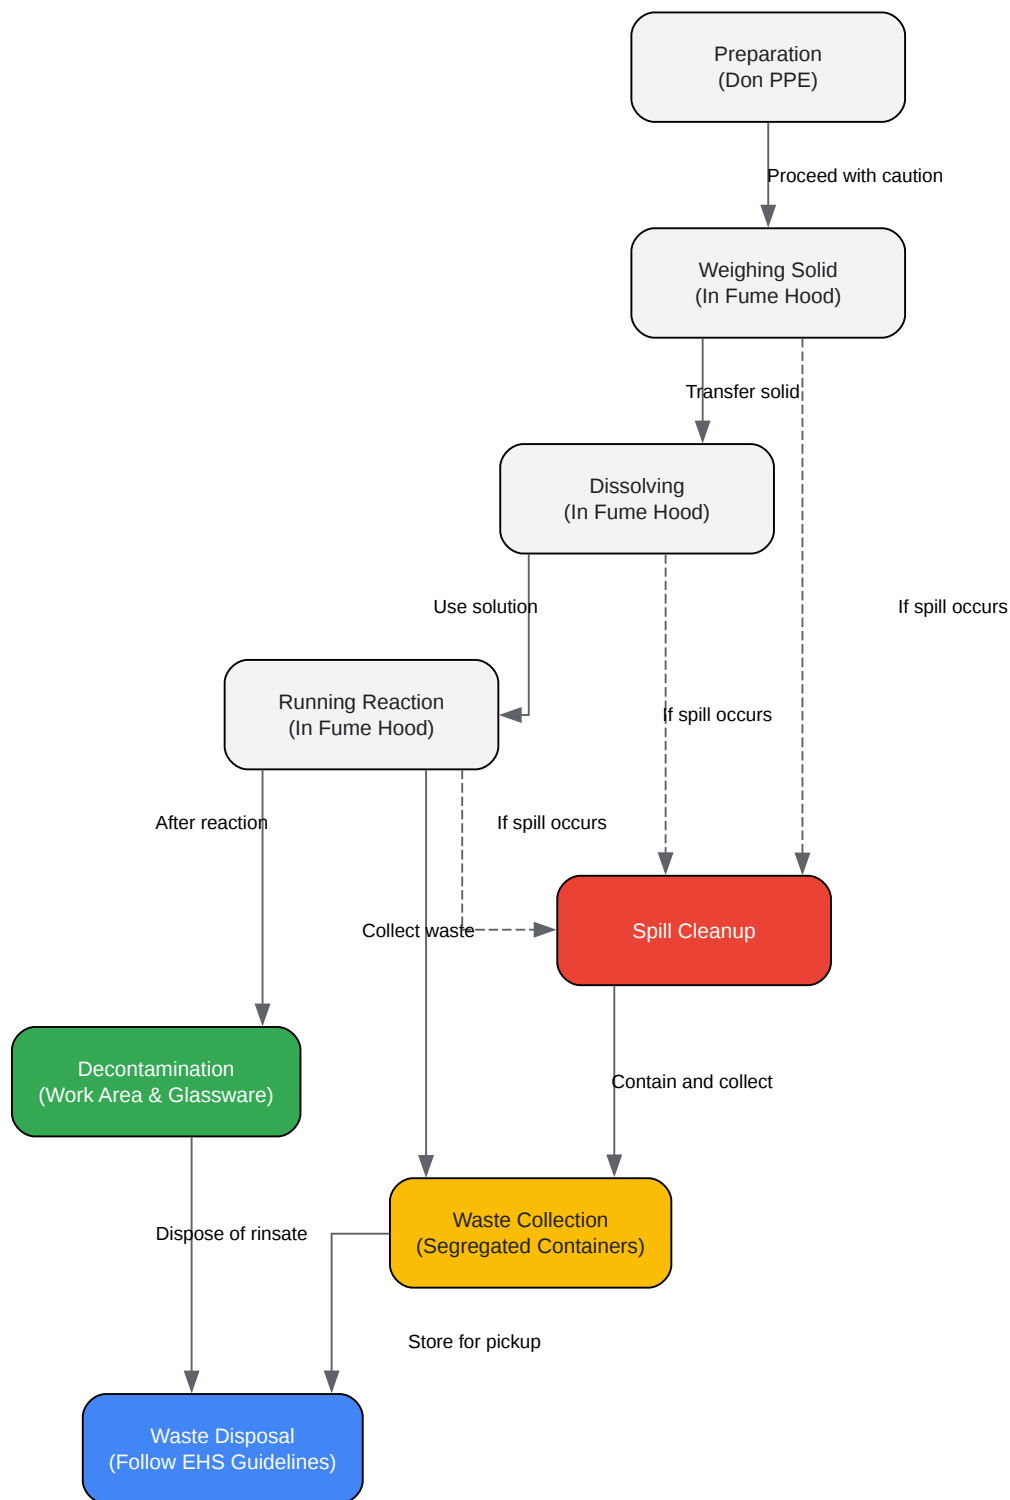 Preparation
(Don PPE)
Proceed with caution
Weighing Solid
(In Fume Hood)
Transfer solid
Dissolving
(In Fume Hood)
Use solution
If spill occurs
Running Reaction
(In Fume Hood)
If spill occurs
After reaction
If spill occurs
Collect waste
Spill Cleanup
Decontamination
(Work Area & Glassware)
Contain and collect
Waste Collection
(Segregated Containers)
Dispose of rinsate
Store for pickup
Waste Disposal
(Follow EHS Guidelines)